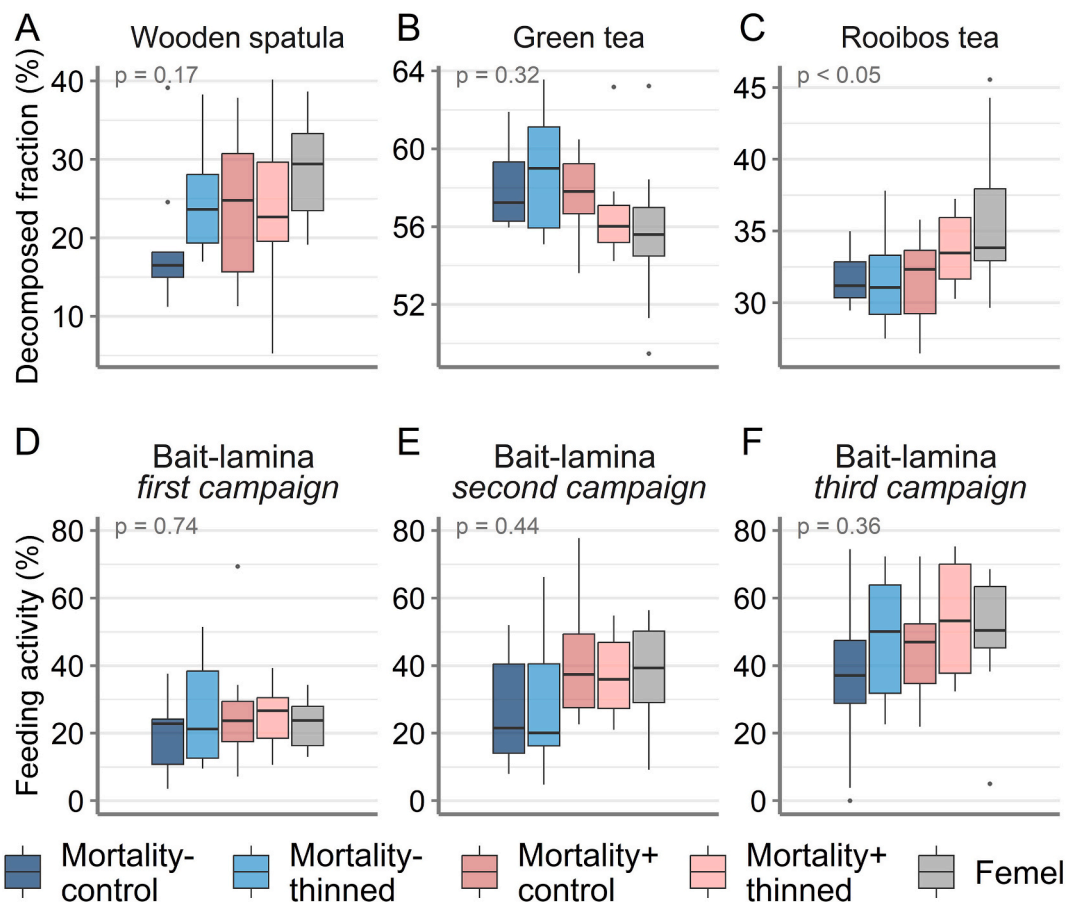 A
Wooden spatula
p = 0.17
Decomposed fraction (%)
40
30
20
10
B
Green tea
p = 0.32
64
60
56
52
C
Rooibos tea
p < 0.05
45
40
35
30
D
Bait-lamina
first campaign
p = 0.74
Feeding activity (%)
80
60
40
20
0
E
Bait-lamina
second campaign
p = 0.44
80
60
40
20
0
F
Bait-lamina
third campaign
p = 0.36
80
60
40
20
0
Mortality-
control
Mortality-
thinned
Mortality+
control
Mortality+
thinned
Femel